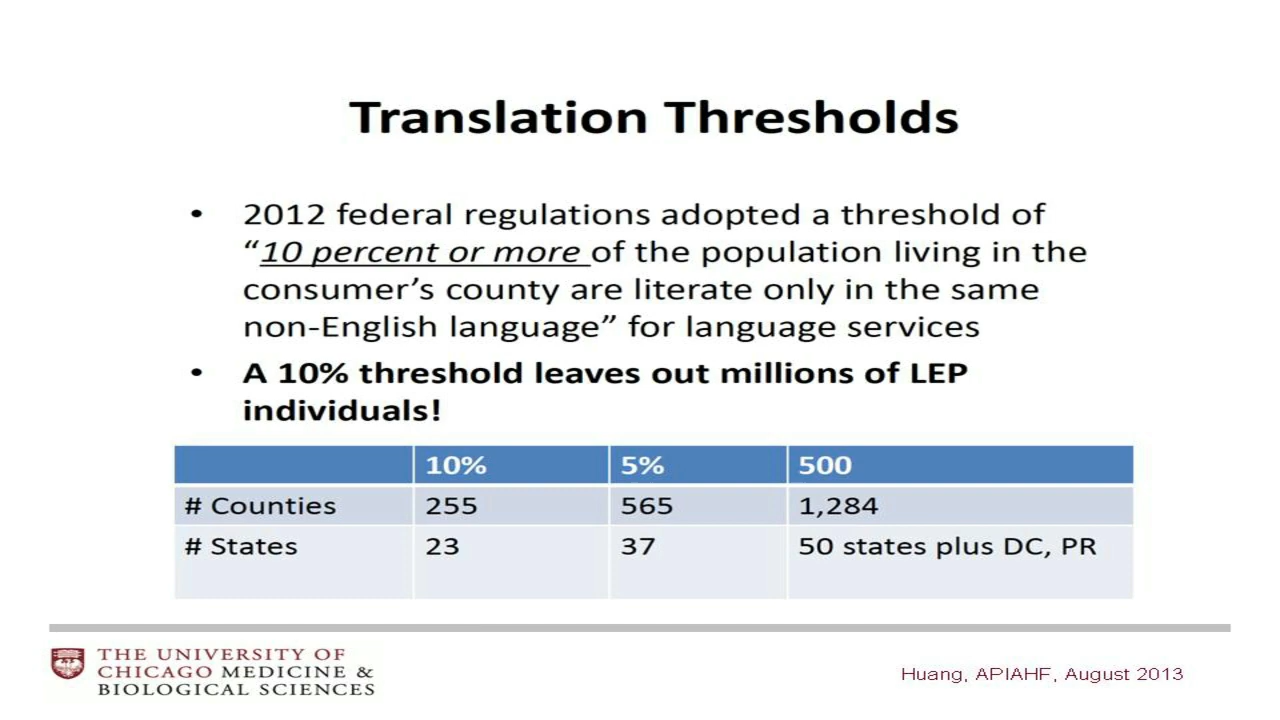 Translation Thresholds
• 2012 federal regulations adopted a threshold of
“10 percent or more of the population living in the
consumer’s county are literate only in the same
non-English language” for language services
• A 10% threshold leaves out millions of LEP
individuals!
10% 5% 500
# Counties 255 565 1,284
# States 23 37 50 states plus DC, PR
THE UNIVERSITY OF
CHICAGO MEDICINE &
BIOLOGICAL SCIENCES
Huang, APIAHF, August 2013